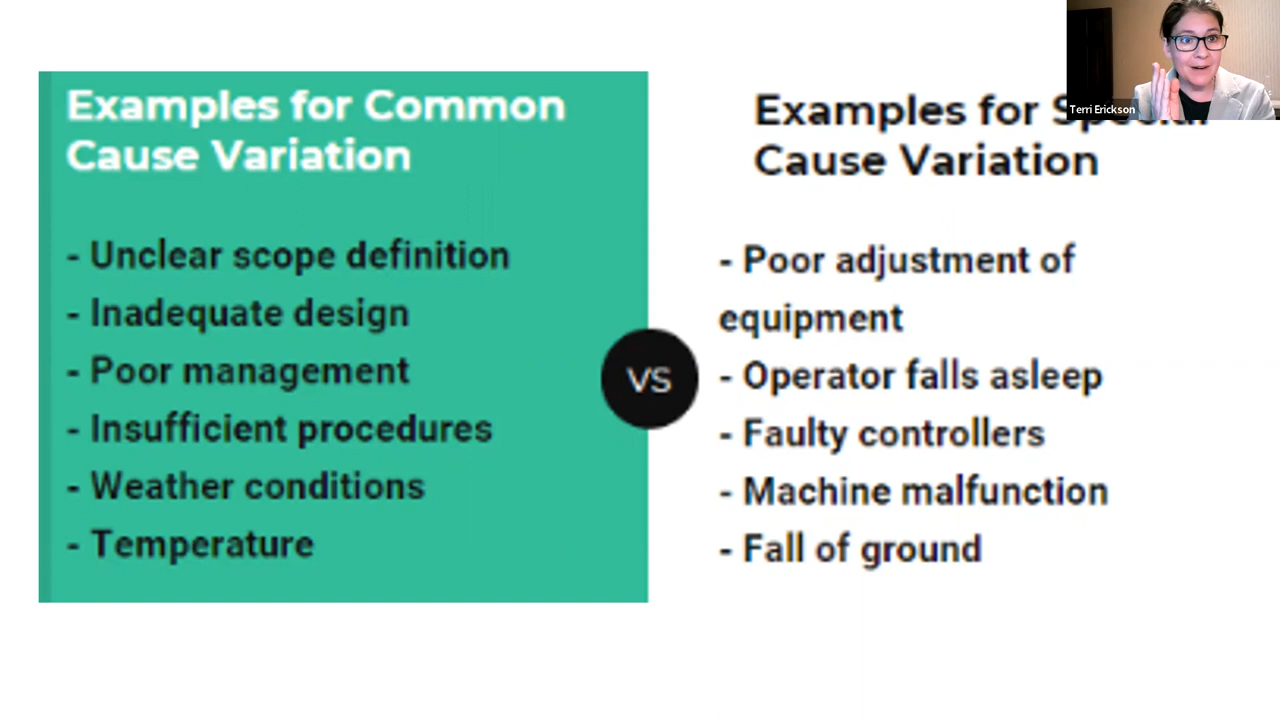 Examples for Common
Cause Variation
- Unclear scope definition
- Inadequate design
- Poor management
- Insufficient procedures
- Weather conditions
- Temperature
VS
Examples for
Cause Variation
- Poor adjustment of
equipment
- Operator falls asleep
- Faulty controllers
- Machine malfunction
- Fall of ground
Terri Erickson